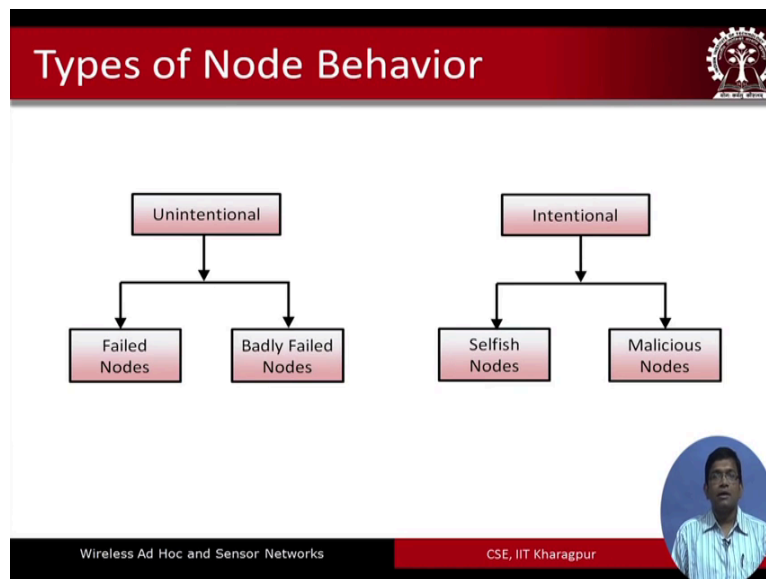 Types of Node Behavior
Unintentional
Intentional
Failed
Nodes
Badly Failed
Nodes
Selfish
Nodes
Malicious
Nodes
Wireless Ad Hoc and Sensor Networks
CSE, IIT Kharagpur